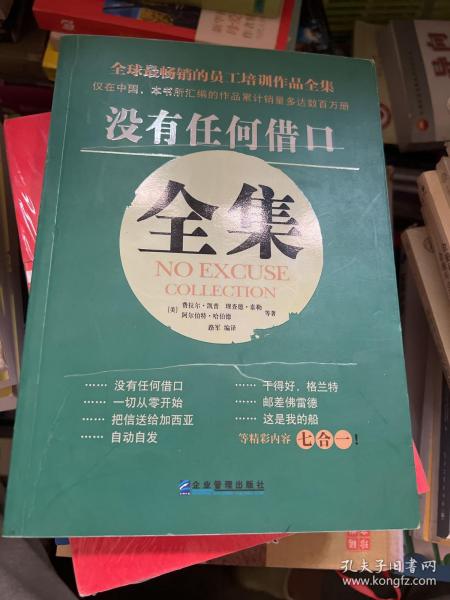 全球最畅销的员工培训作品全集
仅在中国，本书所汇编的作品累计销量多达数百万册
没有任何借口
全集
NO EXCUSE
COLLECTION
[美] 费拉尔·凯普 理查德·泰勒
阿尔伯特·哈伯德 等著
路军 编译
…… 没有任何借口
…… 一切从零开始
…… 把信送给加西亚
…… 自动自发
…… 干得好，格兰特
…… 邮差佛雷德
…… 这是我的船
等精彩内容 七合一！
企业管理出版社
导向
孔夫子旧书网
www.kongfz.com